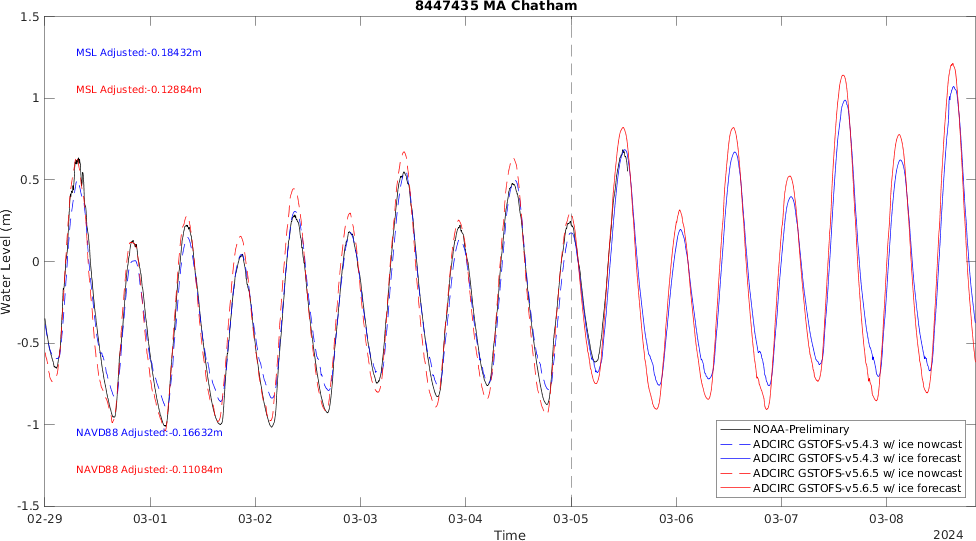 8447435 MA Chatham
1.5
MSL Adjusted:-0.18432m
MSL Adjusted:-0.12884m
1
0.5
0
-0.5
-1
-1.5
Water Level (m)
NAVD88 Adjusted:-0.16632m
NAVD88 Adjusted:-0.11084m
NOAA-Preliminary
ADCIRC GSTOFS-v5.4.3 w/ ice nowcast
ADCIRC GSTOFS-v5.4.3 w/ ice forecast
ADCIRC GSTOFS-v5.6.5 w/ ice nowcast
ADCIRC GSTOFS-v5.6.5 w/ ice forecast
02-29 03-01 03-02 03-03 03-04 03-05 03-06 03-07 03-08
Time
2024